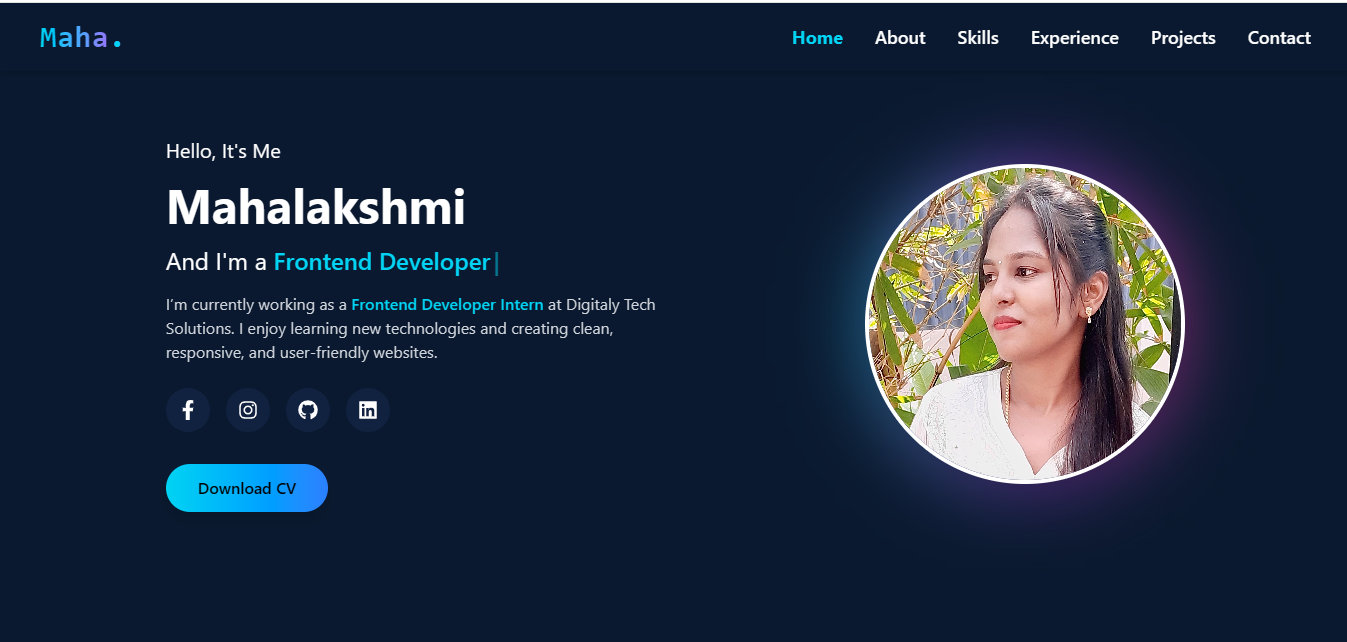 Maha.
Home About Skills Experience Projects Contact
Hello, It's Me
Mahalakshmi
And I'm a Frontend Developer|
I’m currently working as a Frontend Developer Intern at Digitaly Tech
Solutions. I enjoy learning new technologies and creating clean,
responsive, and user-friendly websites.
Download CV